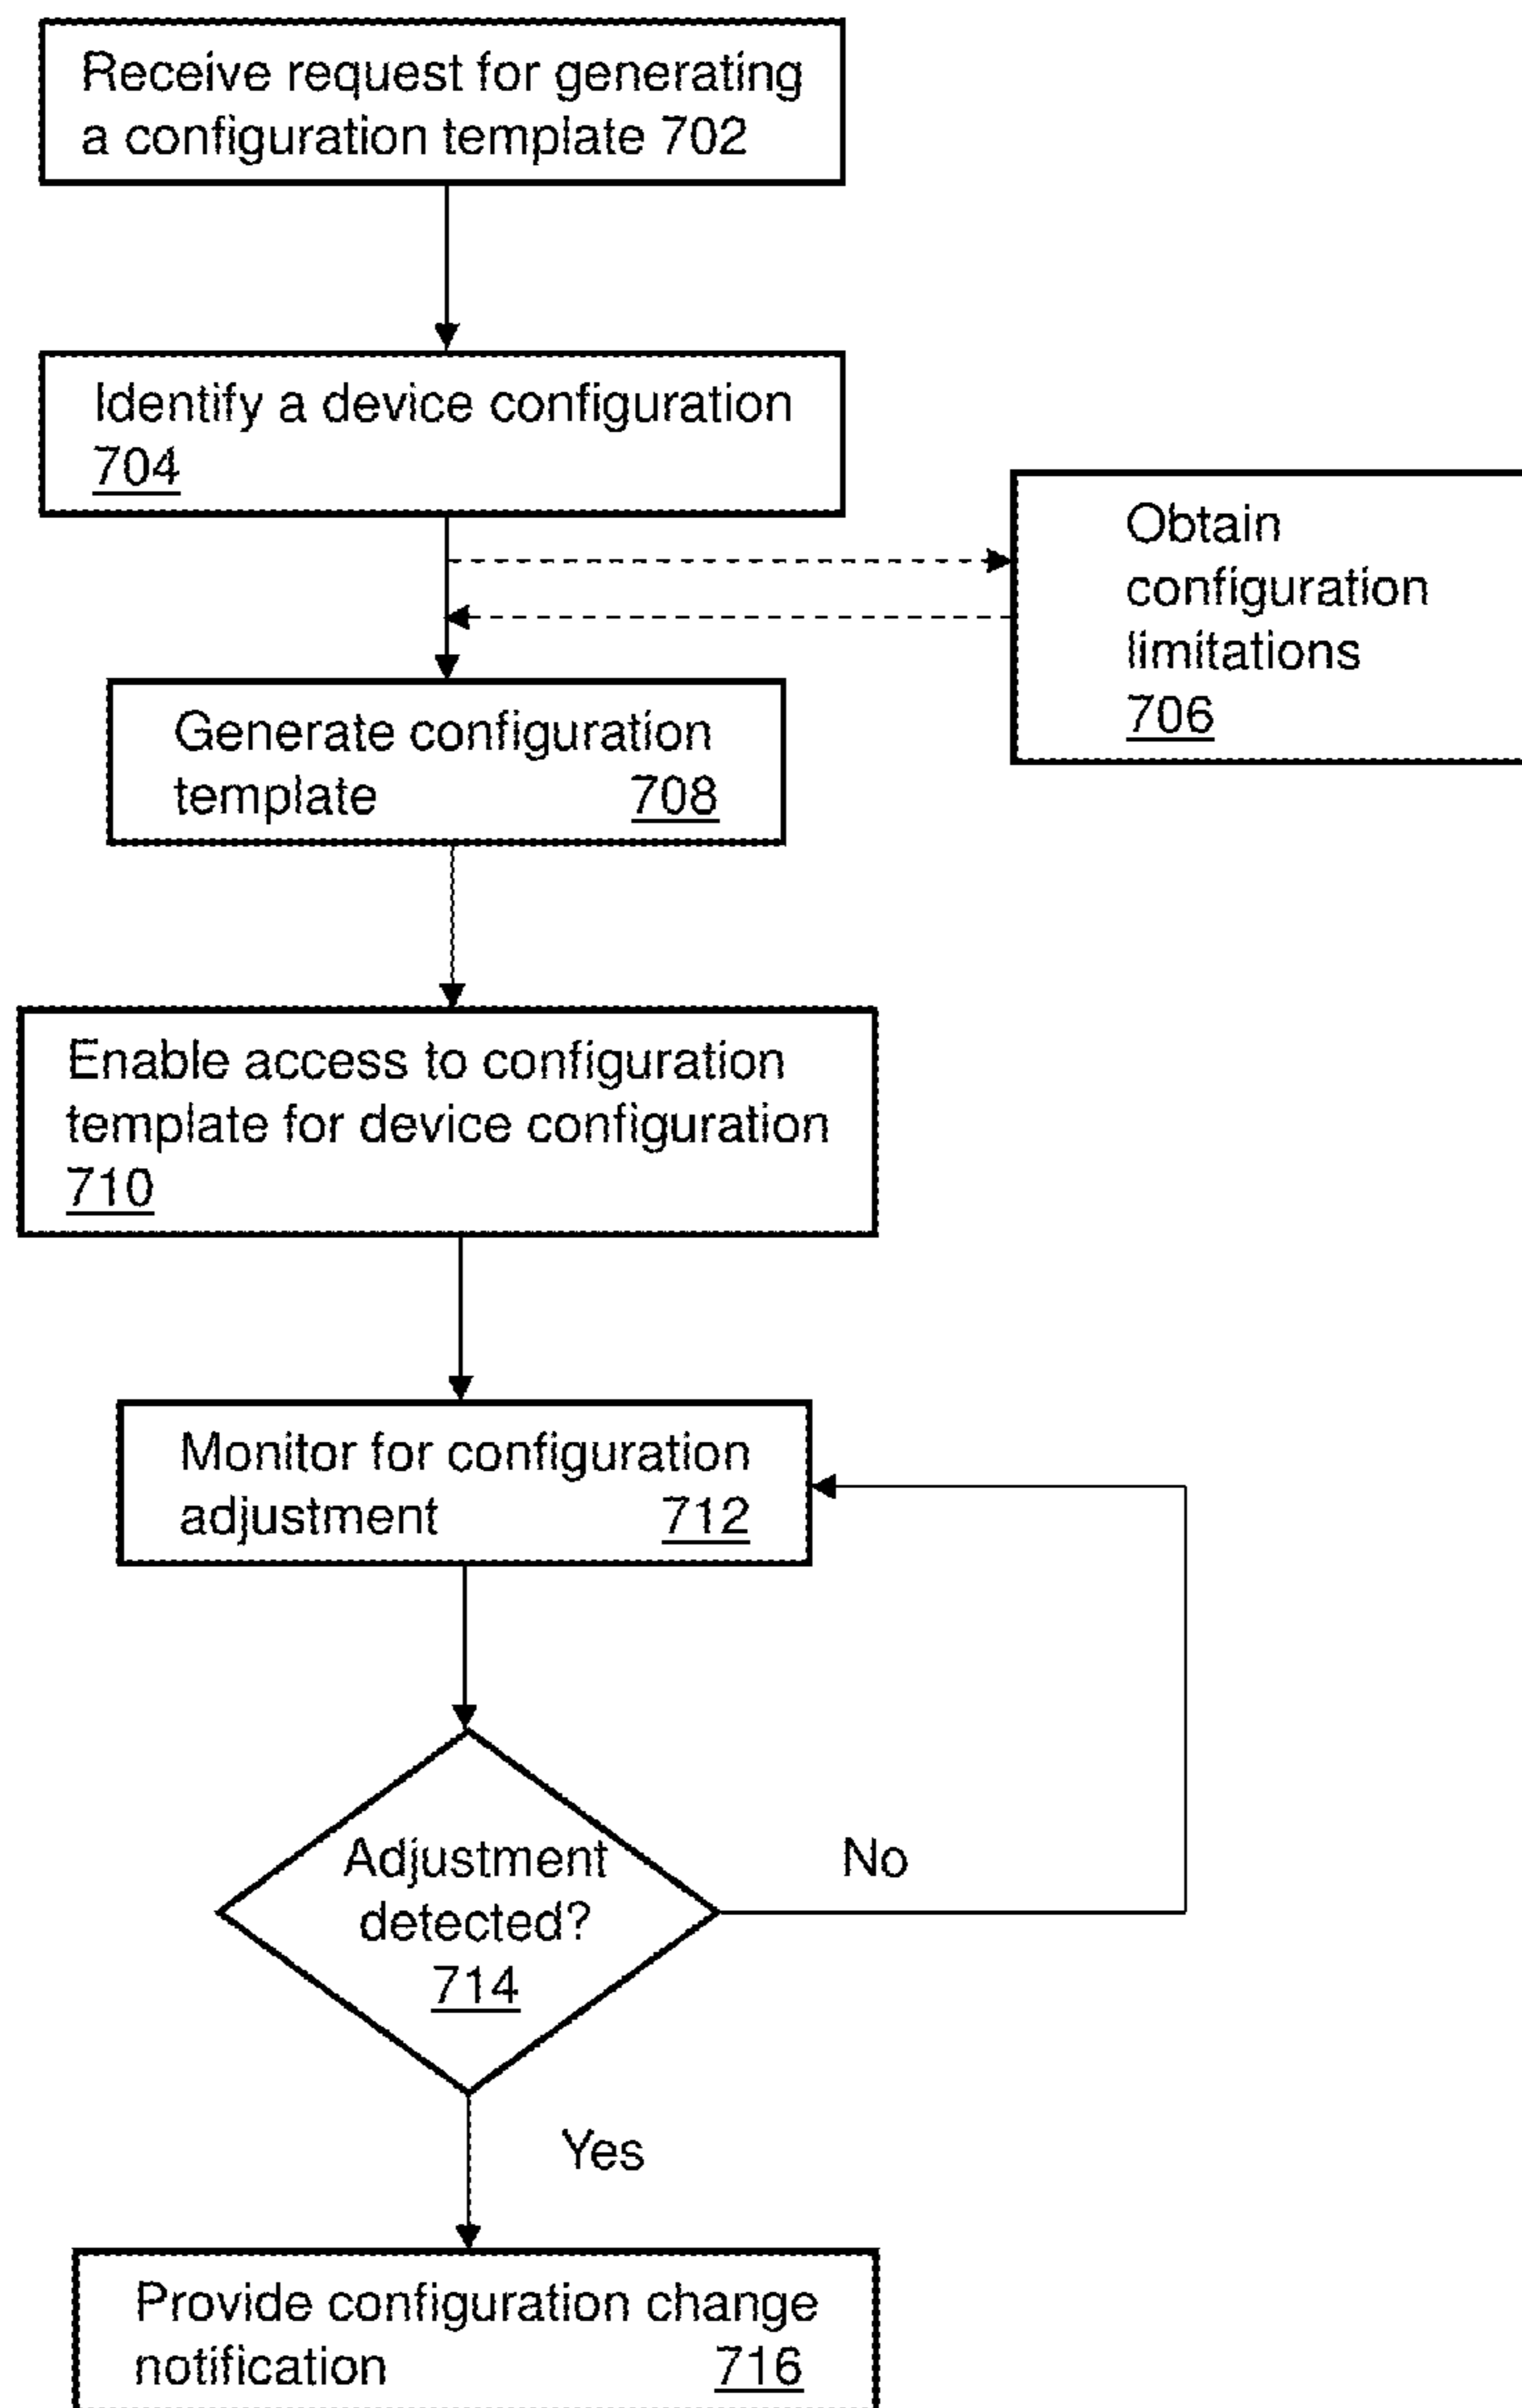 Receive request for generating
a configuration template 702
Identify a device configuration
704
Obtain
configuration
limitations
706
Generate configuration
template 708
Enable access to configuration
template for device configuration
710
Monitor for configuration
adjustment 712
Adjustment
detected?
714
No
Yes
Provide configuration change
notification 716